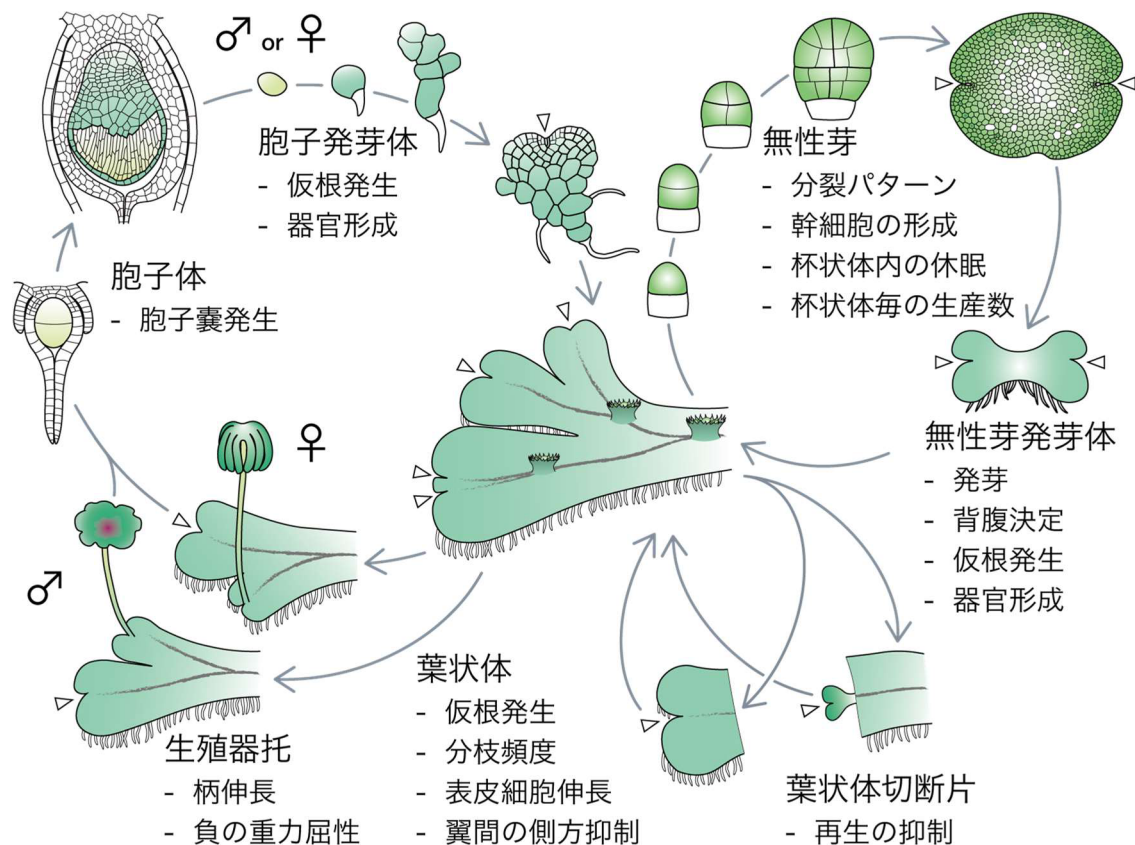 ♂ or ♀
胞子発芽体
- 仮根発生
- 器官形成
無性芽
- 分裂パターン
- 幹細胞の形成
- 杯状体内の休眠
- 杯状体毎の生産数
胞子体
- 胞子嚢発生
♀
無性芽発芽体
- 発芽
- 背腹決定
- 仮根発生
- 器官形成
♂
生殖器托
- 柄伸長
- 負の重力屈性
葉状体
- 仮根発生
- 分枝頻度
- 表皮細胞伸長
- 翼間の側方抑制
葉状体切断片
- 再生の抑制